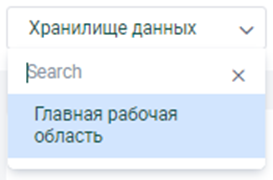 Хранилище данных
Search
Главная рабочая
область